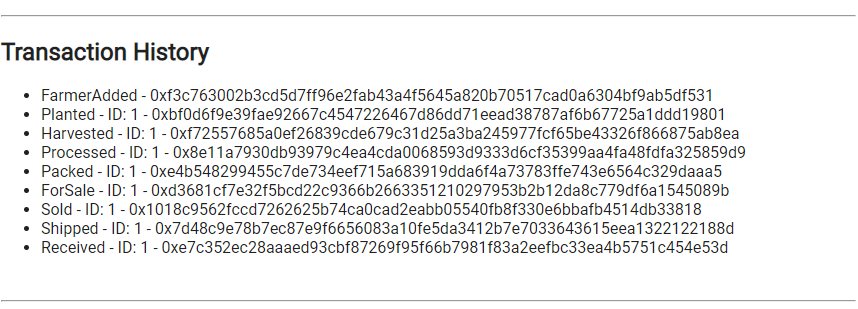 Transaction History
FarmerAdded - 0xf3c763002b3cd5d7ff96e2fab43a4f5645a820b70517cad0a6304bf9ab5df531
Planted - ID: 1 - 0xbf0d6f9e39fae92667c4547226467d86dd71eead38787af6b67725a1ddd19801
Harvested - ID: 1 - 0xf72557685a0ef26839cde679c31d25a3ba245977fcf65be43326f866875ab8ea
Processed - ID: 1 - 0x8e11a7930db93979c4ea4cda0068593d9333d6cf35399aa4fa48fdfa325859d9
Packed - ID: 1 - 0xe4b548299455c7de734eef715a683919dda6f4a73783ffe743e6564c329daaa5
ForSale - ID: 1 - 0xd3681cf7e32f5bcd22c9366b2663351210297953b2b12da8c779df6a1545089b
Sold - ID: 1 - 0x1018c9562fccd7262625b74ca0cad2eabb05540fb8f330e6bbafb4514db33818
Shipped - ID: 1 - 0x7d48c9e78b7ec87e9f6656083a10fe5da3412b7e7033643615eea1322122188d
Received - ID: 1 - 0xe7c352ec28aaaed93cbf87269f95f66b7981f83a2eefbc33ea4b5751c454e53d